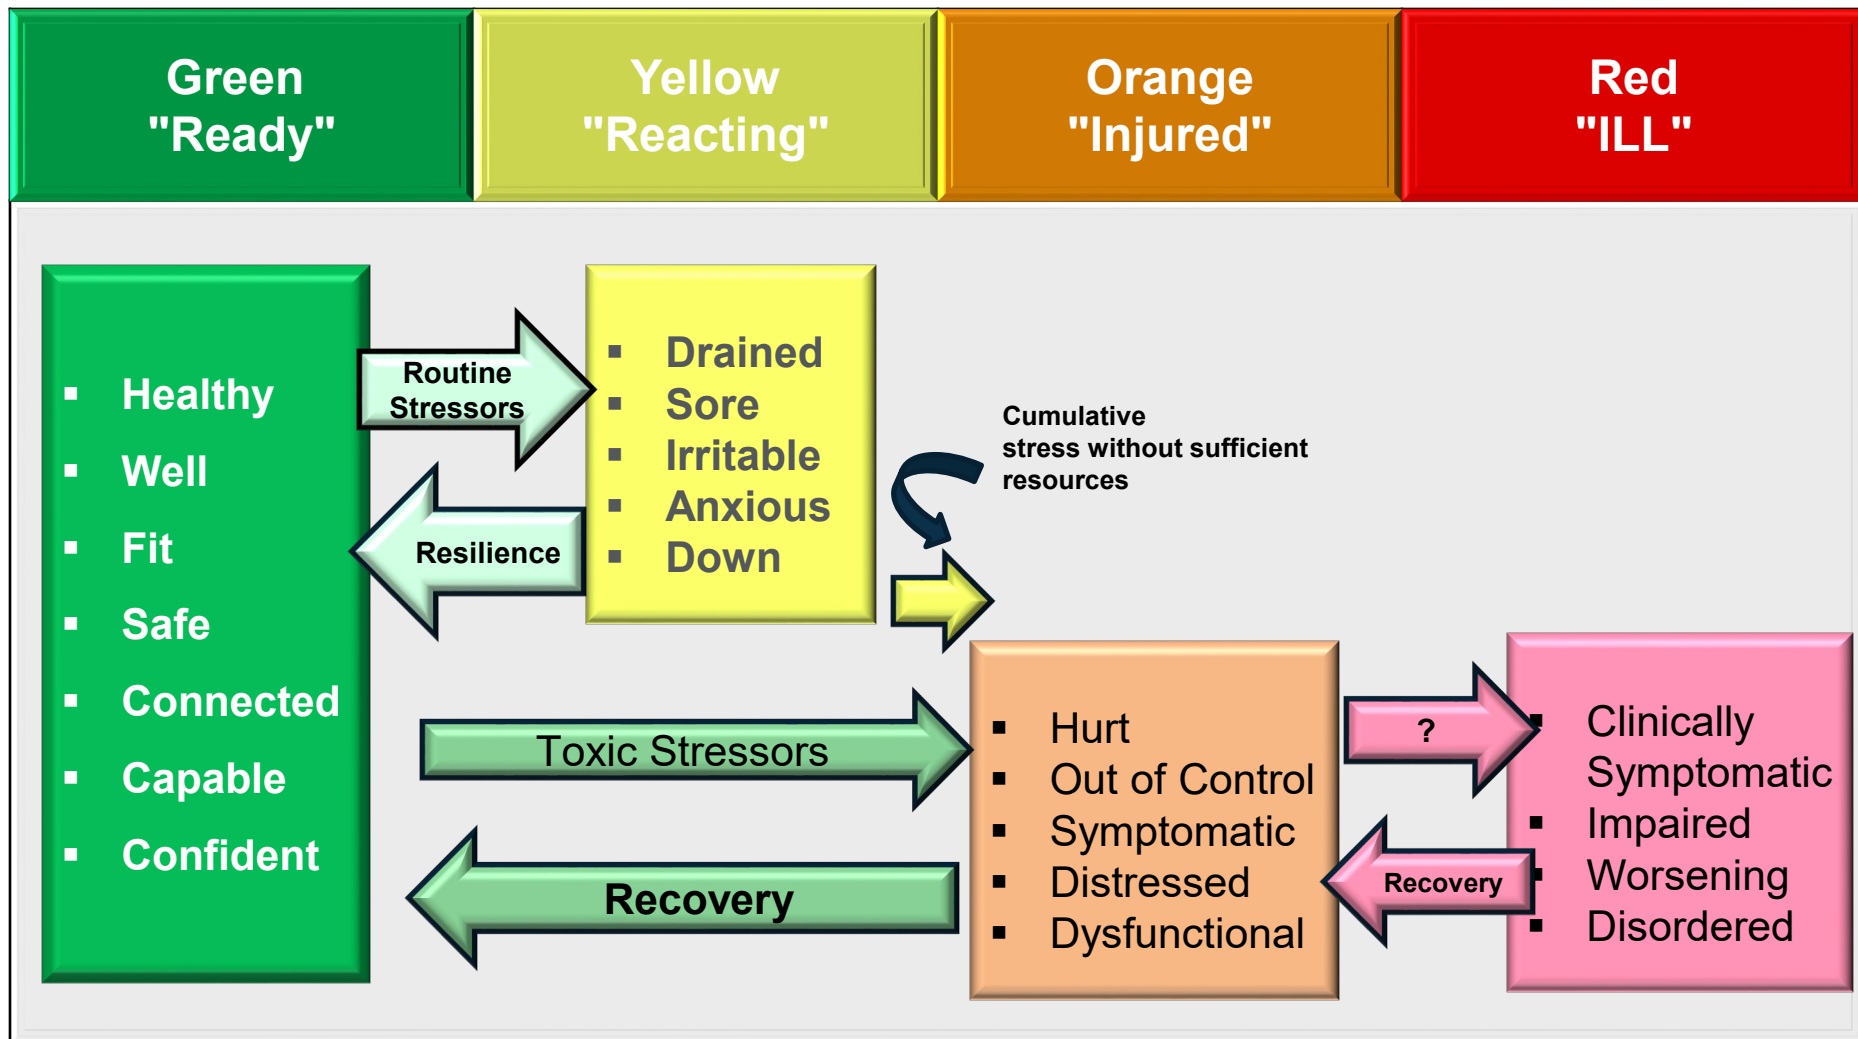 Green
"Ready"
Yellow
"Reacting"
Orange
"Injured"
Red
"ILL"
▪ Healthy
▪ Well
▪ Fit
▪ Safe
▪ Connected
▪ Capable
▪ Confident
Routine
Stressors
Resilience
▪ Drained
▪ Sore
▪ Irritable
▪ Anxious
▪ Down
Cumulative
stress without sufficient
resources
Toxic Stressors
Recovery
▪ Hurt
▪ Out of Control
▪ Symptomatic
▪ Distressed
▪ Dysfunctional
?
Recovery
▪ Clinically
Symptomatic
▪ Impaired
▪ Worsening
▪ Disordered